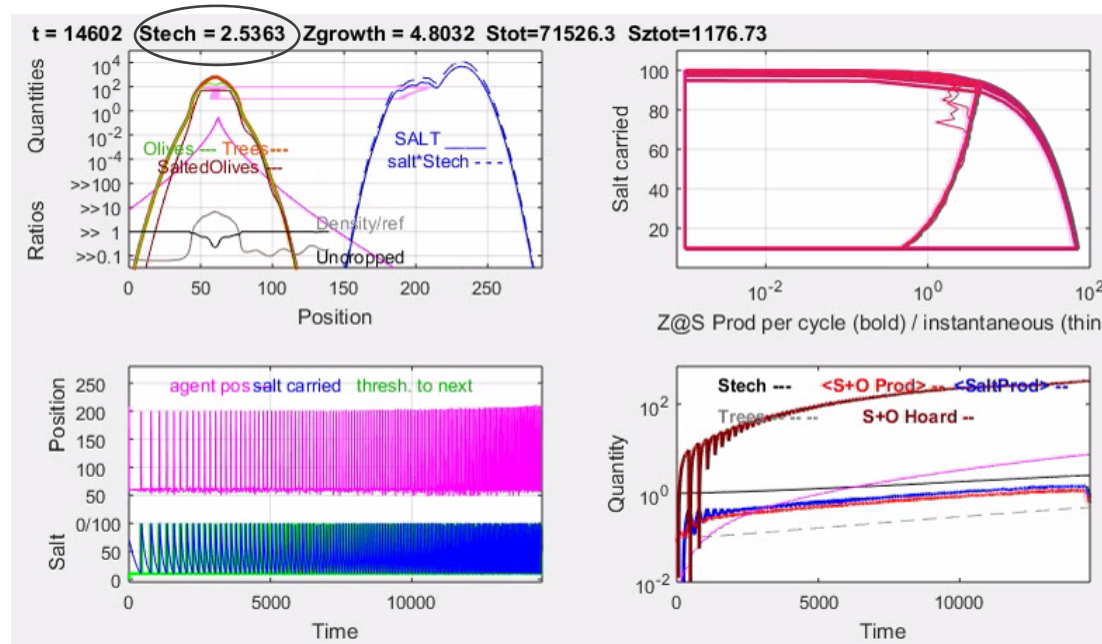 t = 14602 Stech = 2.5363 Zgrowth = 4.8032 Stot=71526.3 Sztot=1176.73
Quantities
10^4
10^2
10^0
10^-2
10^-4
Ratios
>>100
>>10
>> 1
>>0.1
Olives --- Trees---
SaltedOlives ---
SALT ___
salt*Stech - - -
Density/ref
Uncropped
0 50 100 150 200 250
Position
Salt carried
100
80
60
40
20
10^-2 10^0 10^2
Z@S Prod per cycle (bold) / instantaneous (thin
Position
250
200
150
100
50
agent pos salt carried thresh. to next
Salt
0/100
50
0
0 5000 10000
Time
Quantity
10^2
10^0
10^-2
Stech --- <S+O Prod> -- <SaltProd> --
Trees -- -- --
S+O Hoard --
0 5000 10000
Time